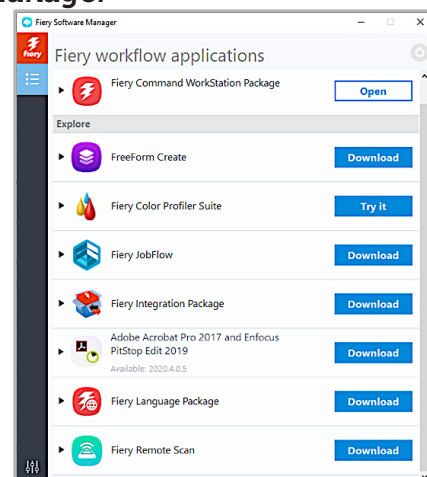 Manager
Fiery Software Manager
fiery
Fiery workflow applications
Fiery Command WorkStation Package
Open
Explore
FreeForm Create
Download
Fiery Color Profiler Suite
Try it
Fiery JobFlow
Download
Fiery Integration Package
Download
Adobe Acrobat Pro 2017 and Enfocus
PitStop Edit 2019
Available: 2020.4.0.5
Download
Fiery Language Package
Download
Fiery Remote Scan
Download